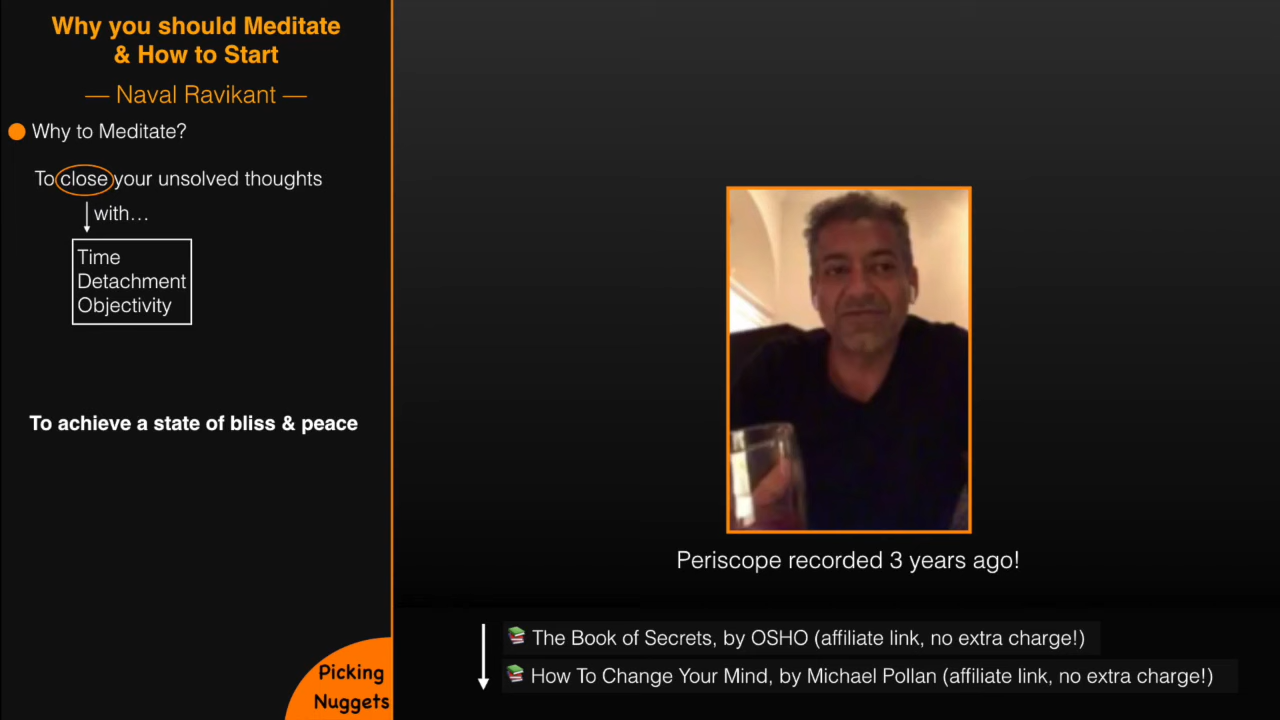 Why you should Meditate
& How to Start
— Naval Ravikant —
Why to Meditate?
To close your unsolved thoughts
with...
Time
Detachment
Objectivity
To achieve a state of bliss & peace
Picking
Nuggets
Periscope recorded 3 years ago!
The Book of Secrets, by OSHO (affiliate link, no extra charge!)
How To Change Your Mind, by Michael Pollan (affiliate link, no extra charge!)